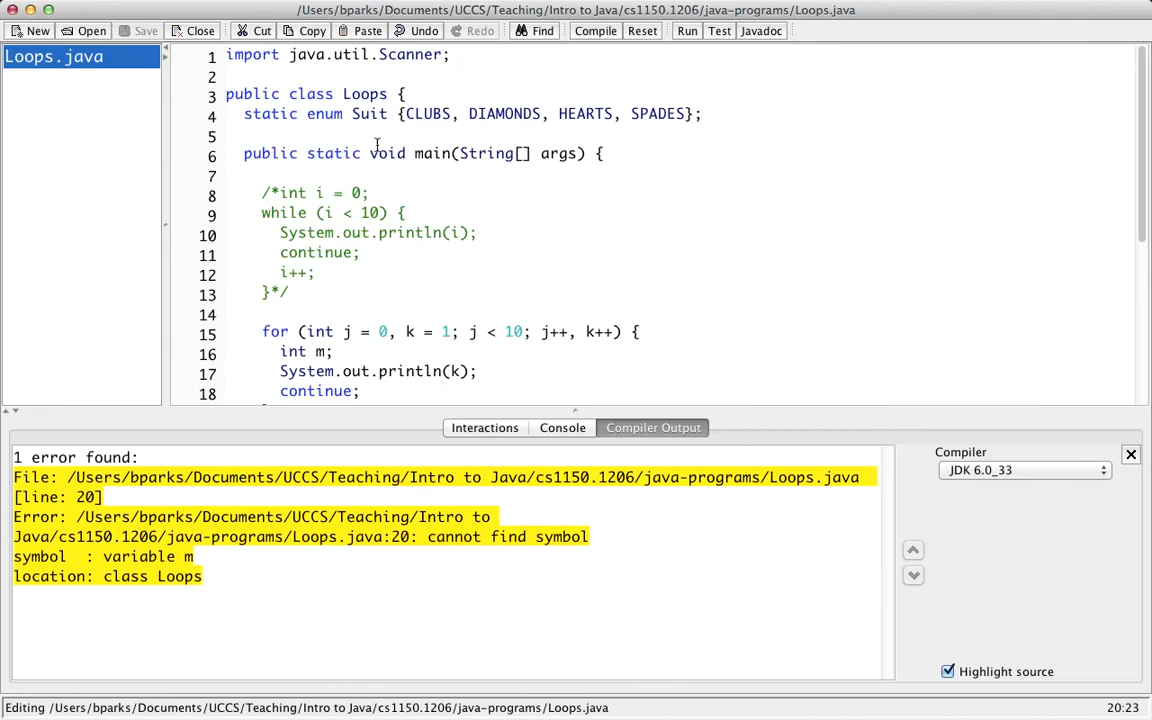 /Users/bparks/Documents/UCCS/Teaching/Intro to Java/cs1150.1206/java-programs/Loops.java
New Open Save Close Cut Copy Paste Undo Redo Find Compile Reset Run Test Javadoc
Loops.java
1 import java.util.Scanner;
2
3 public class Loops {
4 static enum Suit {CLUBS, DIAMONDS, HEARTS, SPADES};
5
6 public static void main(String[] args) {
7
8 /*int i = 0;
9 while (i < 10) {
10 System.out.println(i);
11 continue;
12 i++;
13 }*/
14
15 for (int j = 0, k = 1; j < 10; j++, k++) {
16 int m;
17 System.out.println(k);
18 continue;
Interactions Console Compiler Output
1 error found:
File: /Users/bparks/Documents/UCCS/Teaching/Intro to Java/cs1150.1206/java-programs/Loops.java
[line: 20]
Error: /Users/bparks/Documents/UCCS/Teaching/Intro to
Java/cs1150.1206/java-programs/Loops.java:20: cannot find symbol
symbol  : variable m
location: class Loops
Compiler
JDK 6.0_33
Highlight source
Editing /Users/bparks/Documents/UCCS/Teaching/Intro to Java/cs1150.1206/java-programs/Loops.java
20:23